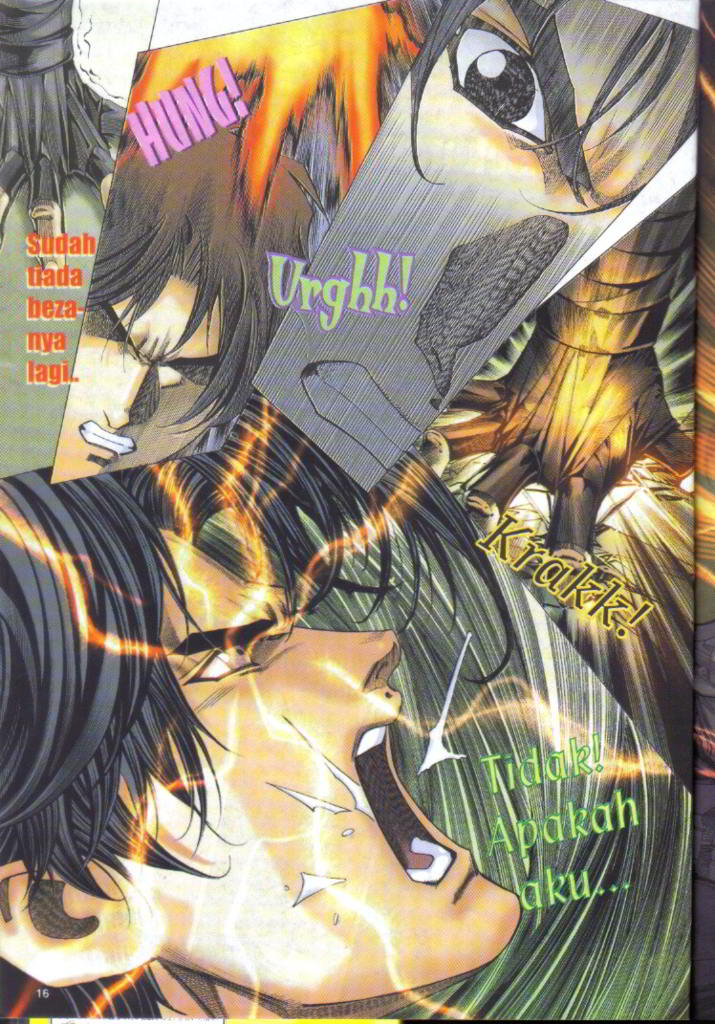 HUNG!
Sudah
tiada
beza-
nya
lagi..
Urghh!
Krakk!
Tidak!
Apakah
aku...
16